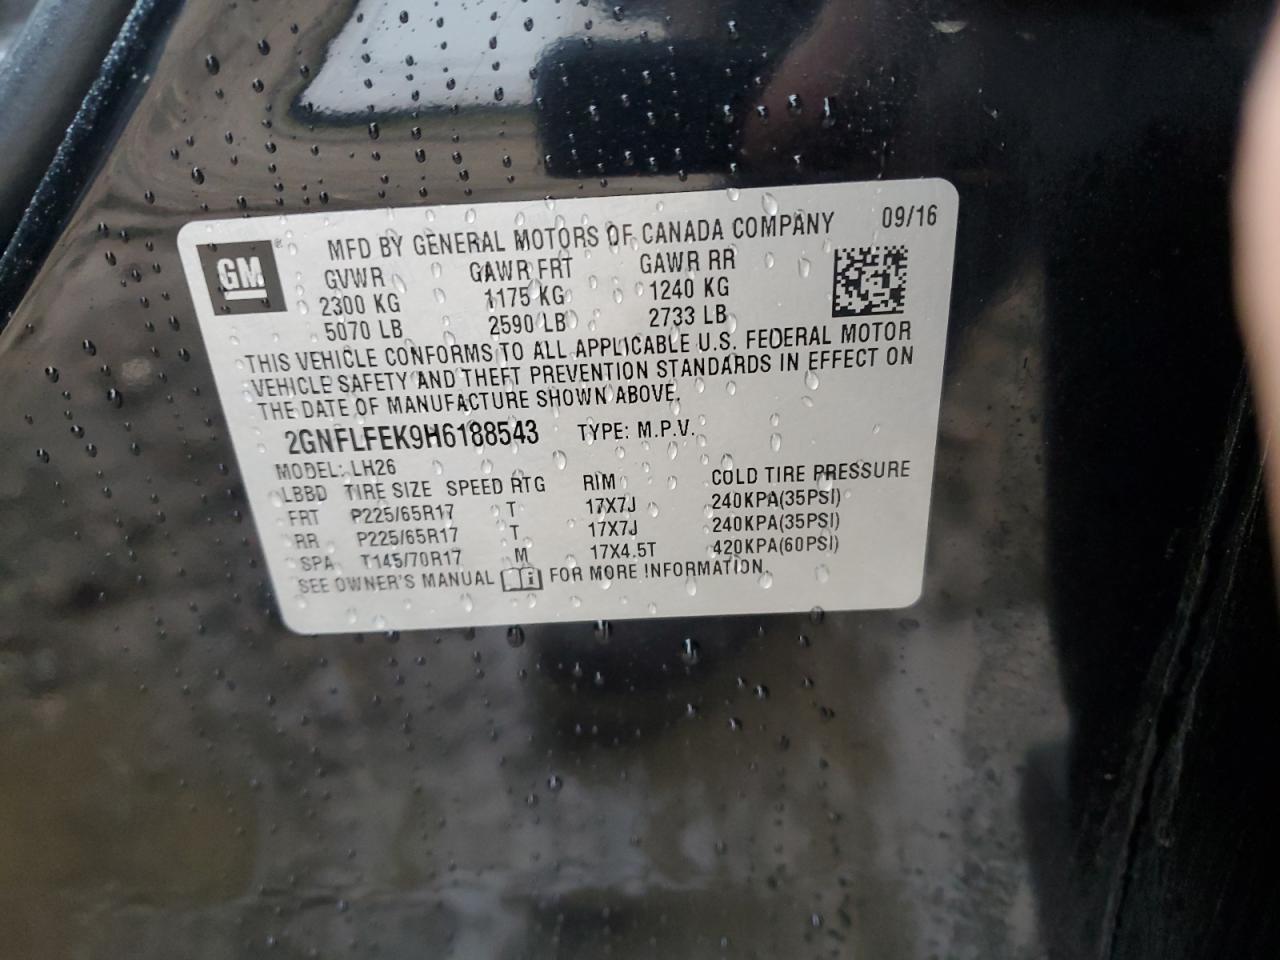 GM®
MFD BY GENERAL MOTORS OF CANADA COMPANY 09/16
GVWR GAWR FRT GAWR RR
2300 KG 1175 KG 1240 KG
5070 LB 2590 LB 2733 LB
THIS VEHICLE CONFORMS TO ALL APPLICABLE U.S. FEDERAL MOTOR
VEHICLE SAFETY AND THEFT PREVENTION STANDARDS IN EFFECT ON
THE DATE OF MANUFACTURE SHOWN ABOVE.
2GNFLFEK9H6188543 TYPE: M.P.V.
MODEL: LH26
LBBD TIRE SIZE SPEED RTG RIM COLD TIRE PRESSURE
FRT P225/65R17 T 17X7J 240KPA(35PSI)
RR P225/65R17 T 17X7J 240KPA(35PSI)
SPA T145/70R17 M 17X4.5T 420KPA(60PSI)
SEE OWNER'S MANUAL FOR MORE INFORMATION.